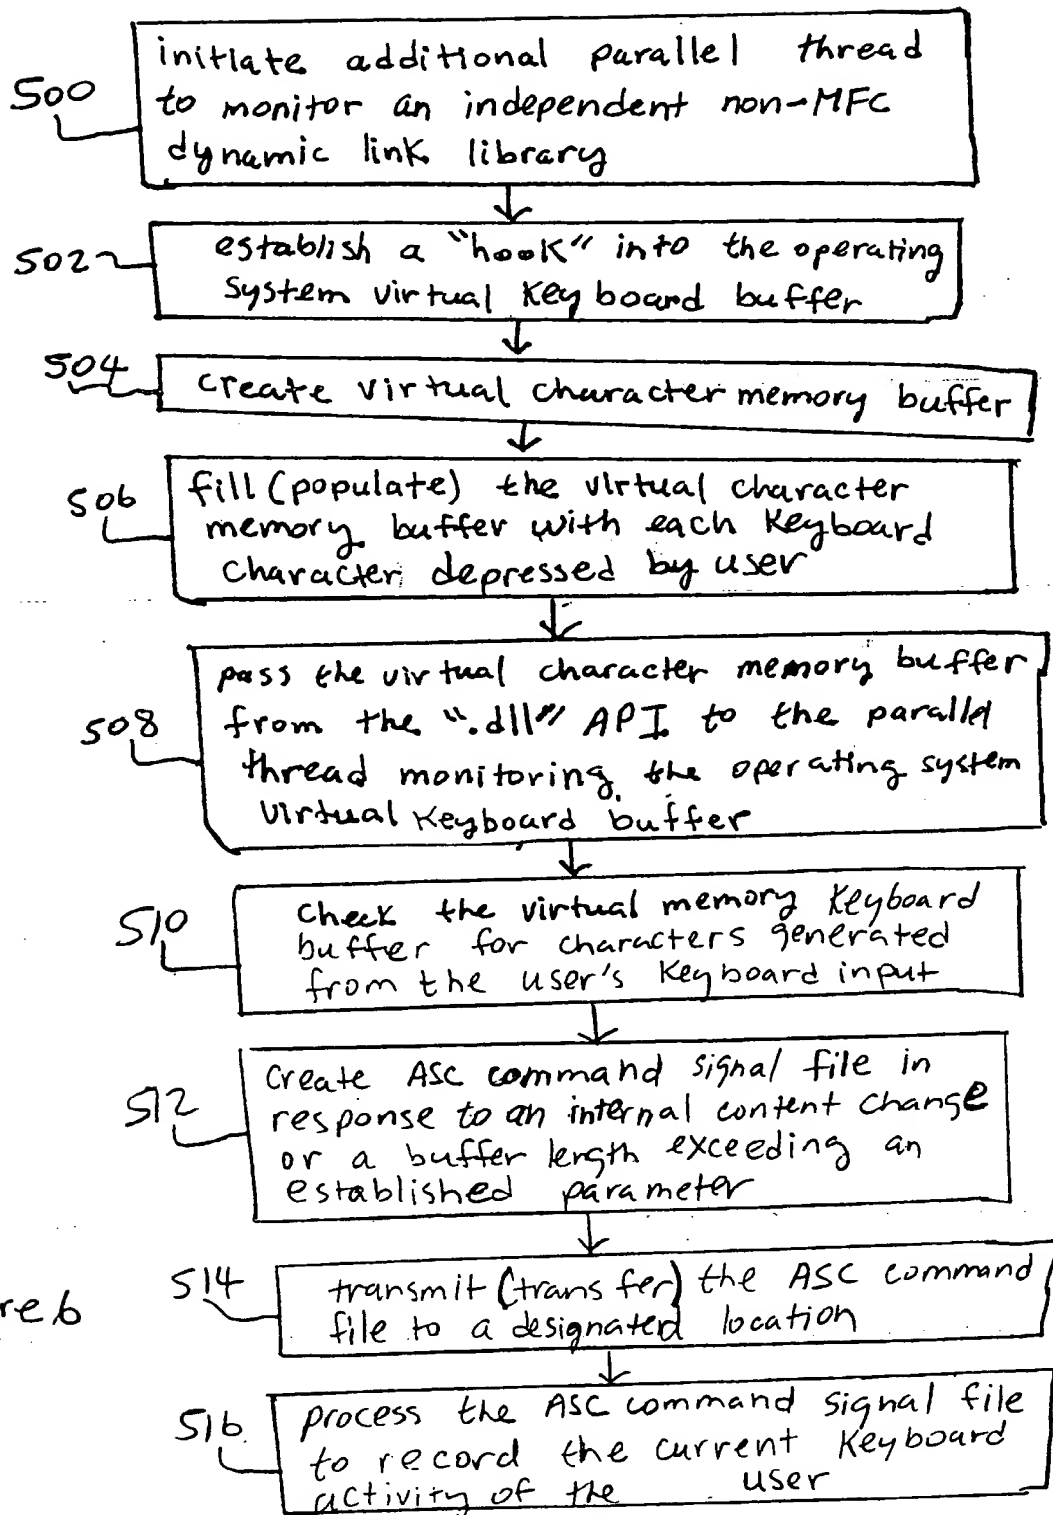 500
initiate additional parallel thread
to monitor an independent non-MFC
dynamic link library
502
establish a "hook" into the operating
system virtual Keyboard buffer
504
create virtual character memory buffer
506
fill (populate) the virtual character
memory buffer with each Keyboard
character depressed by user
508
pass the virtual character memory buffer
from the ".dll" API to the parallel
thread monitoring the operating system
virtual Keyboard buffer
510
check the virtual memory Keyboard
buffer for characters generated
from the user's Keyboard input
512
Create ASC command signal file in
response to an internal content change
or a buffer length exceeding an
established parameter
514
transmit (transfer) the ASC command
file to a designated location
re 6
516
process the ASC command signal file
to record the current Keyboard
activity of the user